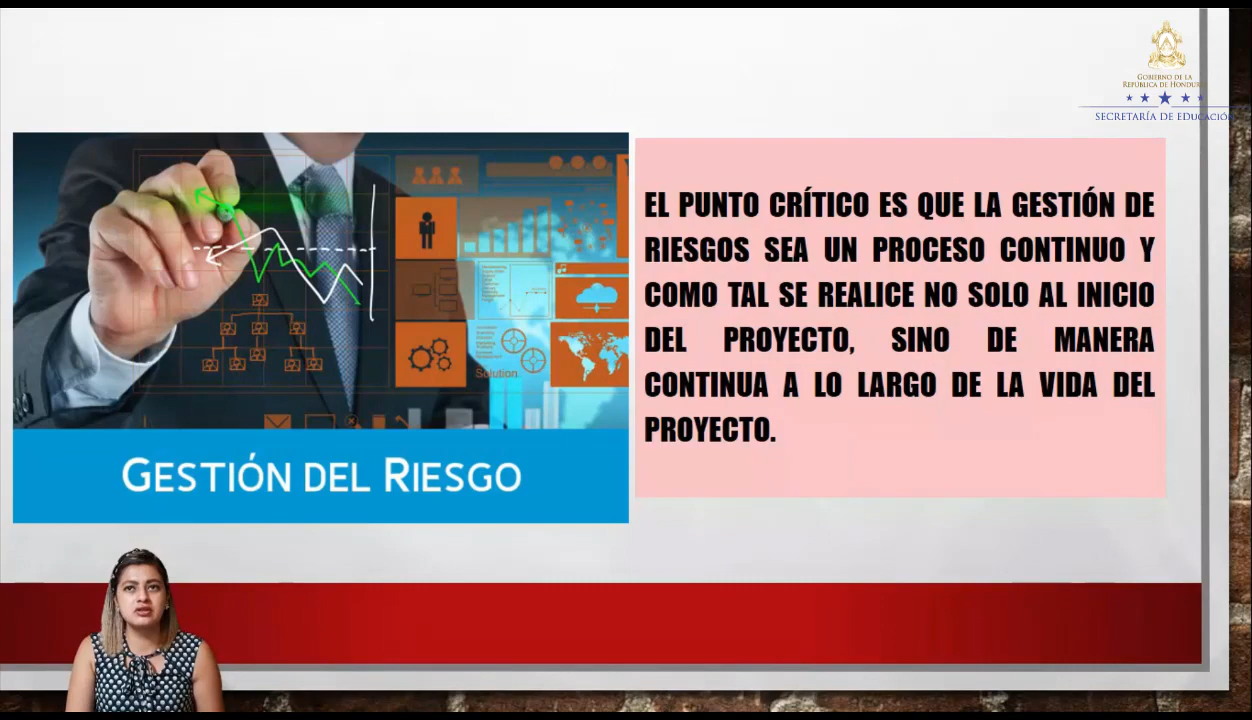 GOBIERNO DE LA
REPÚBLICA DE HONDUR
SECRETARÍA DE EDUCACIÓN
EL PUNTO CRÍTICO ES QUE LA GESTIÓN DE
RIESGOS SEA UN PROCESO CONTINUO Y
COMO TAL SE REALICE NO SOLO AL INICIO
DEL PROYECTO, SINO DE MANERA
CONTINUA A LO LARGO DE LA VIDA DEL
PROYECTO.
Solution
GESTIÓN DEL RIESGO